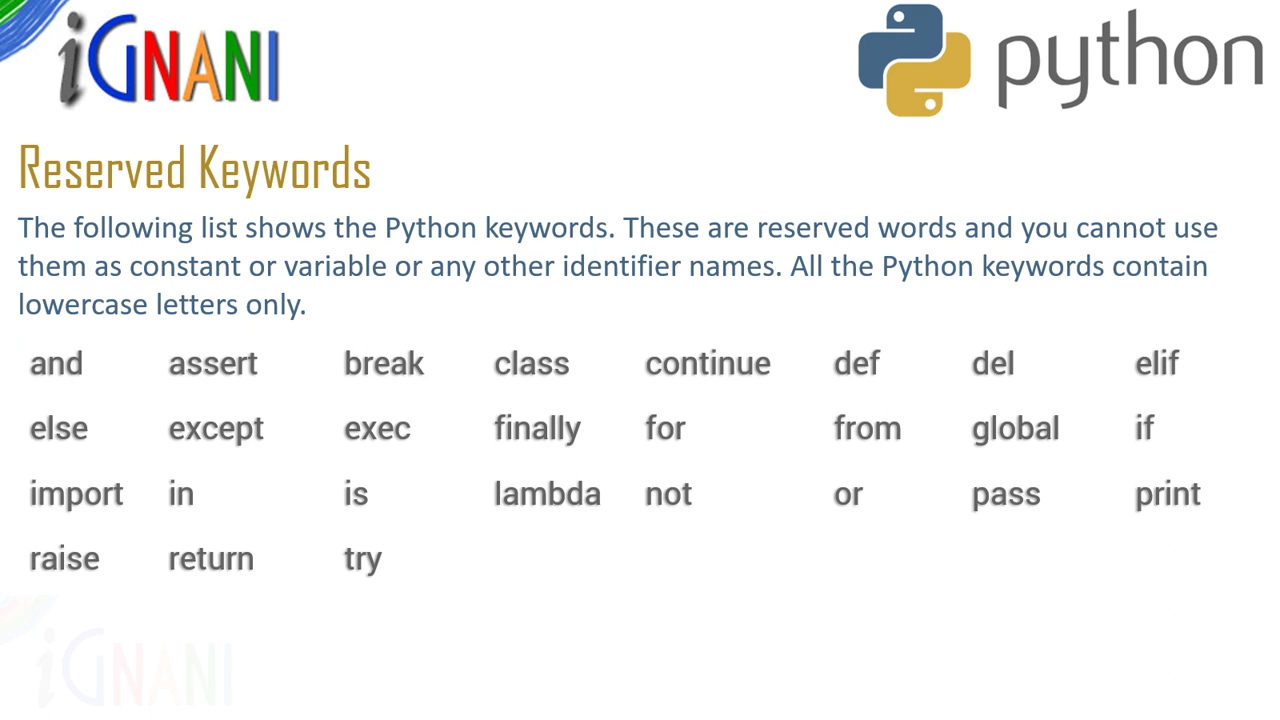 iGNANI
python
Reserved Keywords
The following list shows the Python keywords. These are reserved words and you cannot use
them as constant or variable or any other identifier names. All the Python keywords contain
lowercase letters only.
and assert break class continue def del elif
else except exec finally for from global if
import in is lambda not or pass print
raise return try
iGNANI